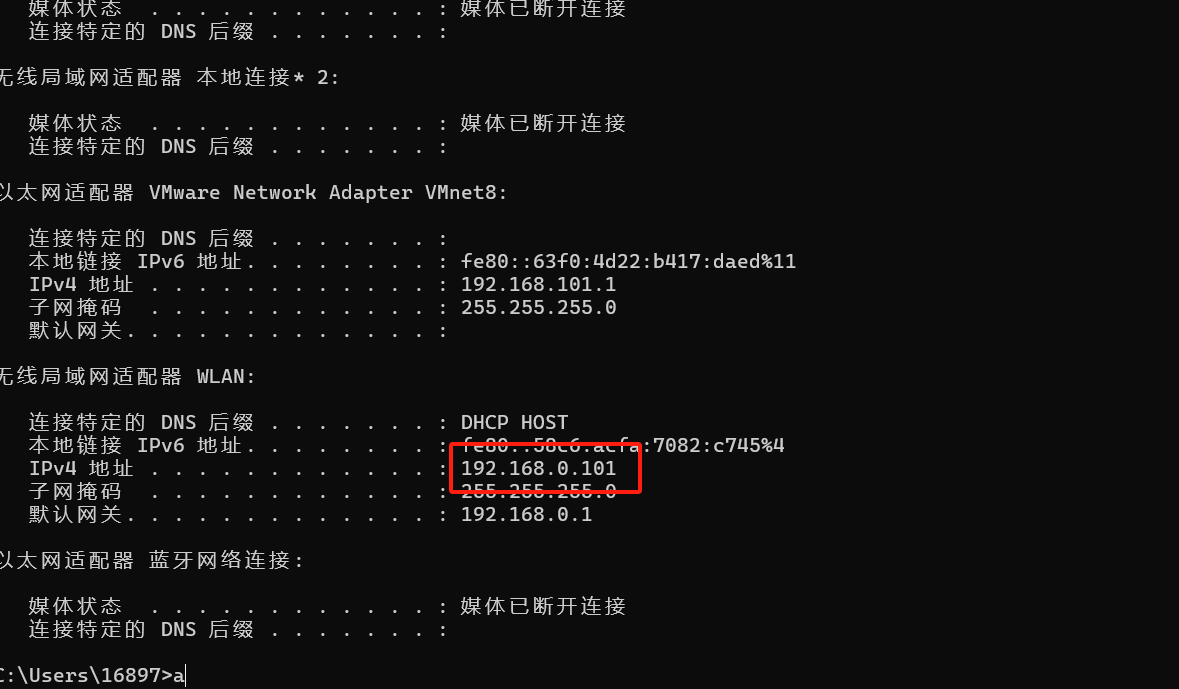 媒体状态 . . . . . . . . . . . . : 媒体已断开连接
连接特定的 DNS 后缀 . . . . . . . :
无线局域网适配器 本地连接* 2:
媒体状态 . . . . . . . . . . . . : 媒体已断开连接
连接特定的 DNS 后缀 . . . . . . . :
以太网适配器 VMware Network Adapter VMnet8:
连接特定的 DNS 后缀 . . . . . . . :
本地链接 IPv6 地址. . . . . . . . : fe80::63f0:4d22:b417:daed%11
IPv4 地址 . . . . . . . . . . . . : 192.168.101.1
子网掩码 . . . . . . . . . . . . : 255.255.255.0
默认网关. . . . . . . . . . . . . :
无线局域网适配器 WLAN:
连接特定的 DNS 后缀 . . . . . . . : DHCP HOST
本地链接 IPv6 地址. . . . . . . . : fe80::58c6:acfa:7082:c745%4
IPv4 地址 . . . . . . . . . . . . : 192.168.0.101
子网掩码 . . . . . . . . . . . . : 255.255.255.0
默认网关. . . . . . . . . . . . . : 192.168.0.1
以太网适配器 蓝牙网络连接:
媒体状态 . . . . . . . . . . . . : 媒体已断开连接
连接特定的 DNS 后缀 . . . . . . . :
C:\Users\16897>a